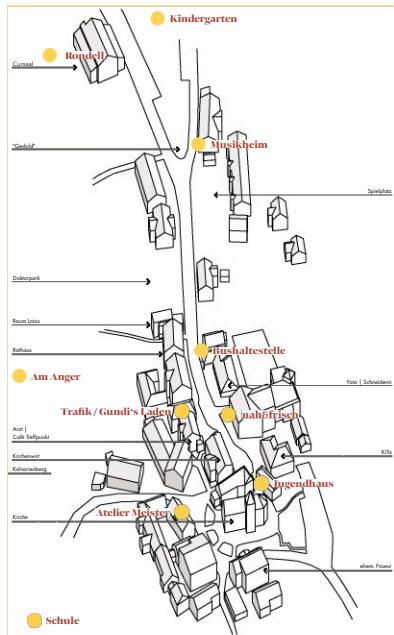 Kindergarten
Rondell
Cursaal
"Geduld"
Musikheim
Spielplatz
Doktorpark
Raum Lotos
Rathaus
Bushaltestelle
Am Anger
Foto | Schneiderin
Trafik / Gundi's Laden
nah&frisch
Arzt |
Café Treffpunkt
Kirchenwirt
KiTa
Kalvarienberg
Jugendhaus
Atelier Meister
Kirche
ehem. Friseur
Schule